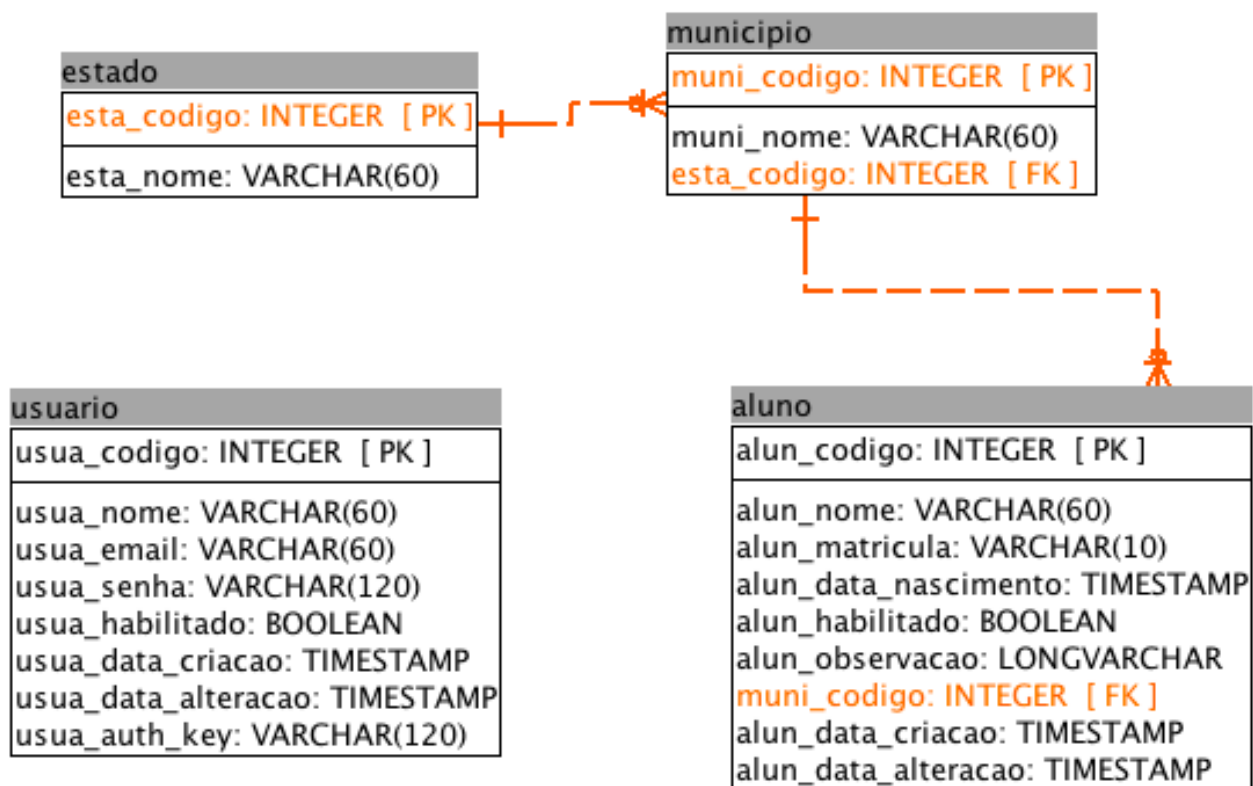 estado
esta_codigo: INTEGER [ PK ]
esta_nome: VARCHAR(60)
municipio
muni_codigo: INTEGER [ PK ]
muni_nome: VARCHAR(60)
esta_codigo: INTEGER [ FK ]
usuario
usua_codigo: INTEGER [ PK ]
usua_nome: VARCHAR(60)
usua_email: VARCHAR(60)
usua_senha: VARCHAR(120)
usua_habilitado: BOOLEAN
usua_data_criacao: TIMESTAMP
usua_data_alteracao: TIMESTAMP
usua_auth_key: VARCHAR(120)
aluno
alun_codigo: INTEGER [ PK ]
alun_nome: VARCHAR(60)
alun_matricula: VARCHAR(10)
alun_data_nascimento: TIMESTAMP
alun_habilitado: BOOLEAN
alun_observacao: LONGVARCHAR
muni_codigo: INTEGER [ FK ]
alun_data_criacao: TIMESTAMP
alun_data_alteracao: TIMESTAMP